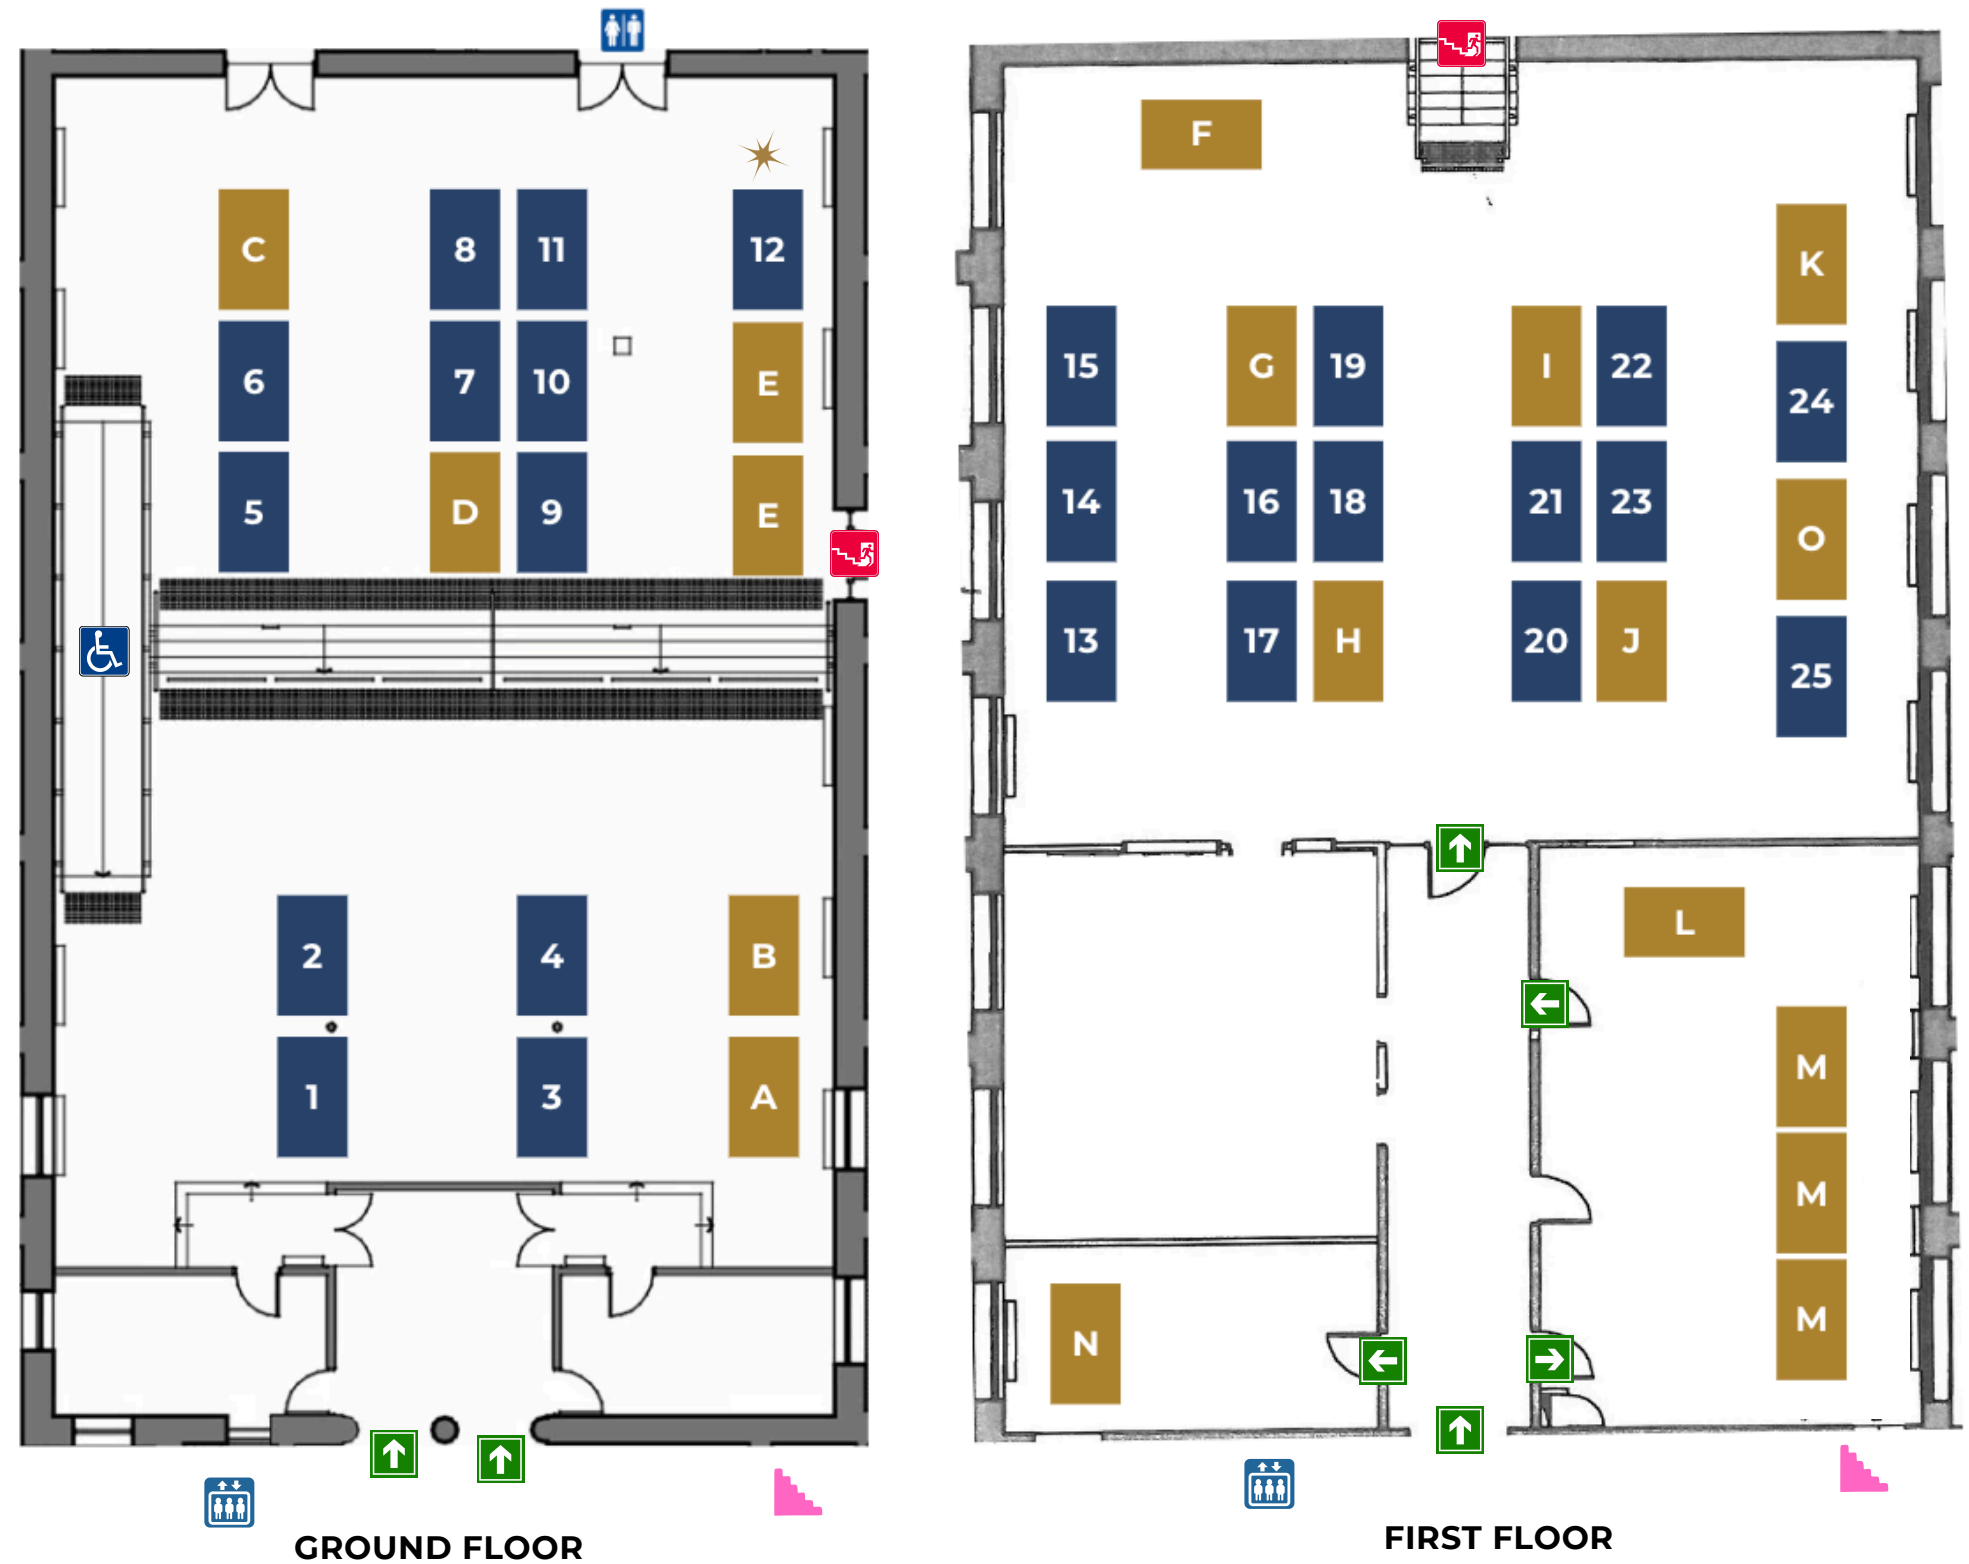 C 8 11 12
6 7 10 E
5 D 9 E
2 4 B
1 3 A
GROUND FLOOR
F
K
15 G 19 I 22
24
14 16 18 21 23
O
13 17 H 20 J
25
L
M
M
M
N
FIRST FLOOR